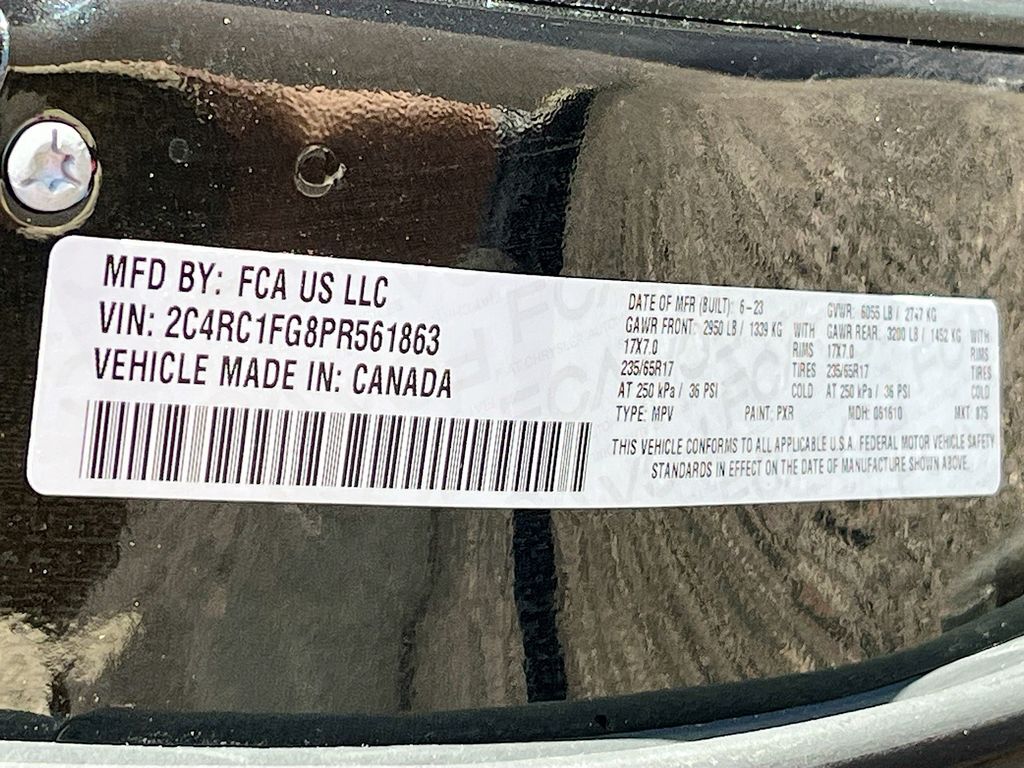 MFD BY: FCA US LLC
VIN: 2C4RC1FG8PR561863
VEHICLE MADE IN: CANADA
DATE OF MFR (BUILT): 6-23 GVWR: 6055 LB / 2747 KG
GAWR FRONT: 2950 LB / 1339 KG WITH GAWR REAR: 3200 LB / 1452 KG WITH
17X7.0 RIMS 17X7.0 RIMS
235/65R17 TIRES 235/65R17 TIRES
AT 250 kPa / 36 PSI COLD AT 250 kPa / 36 PSI COLD
TYPE: MPV PAINT: PXR MDH: 061610 MKT: 875
THIS VEHICLE CONFORMS TO ALL APPLICABLE U.S.A. FEDERAL MOTOR VEHICLE SAFETY
STANDARDS IN EFFECT ON THE DATE OF MANUFACTURE SHOWN ABOVE.